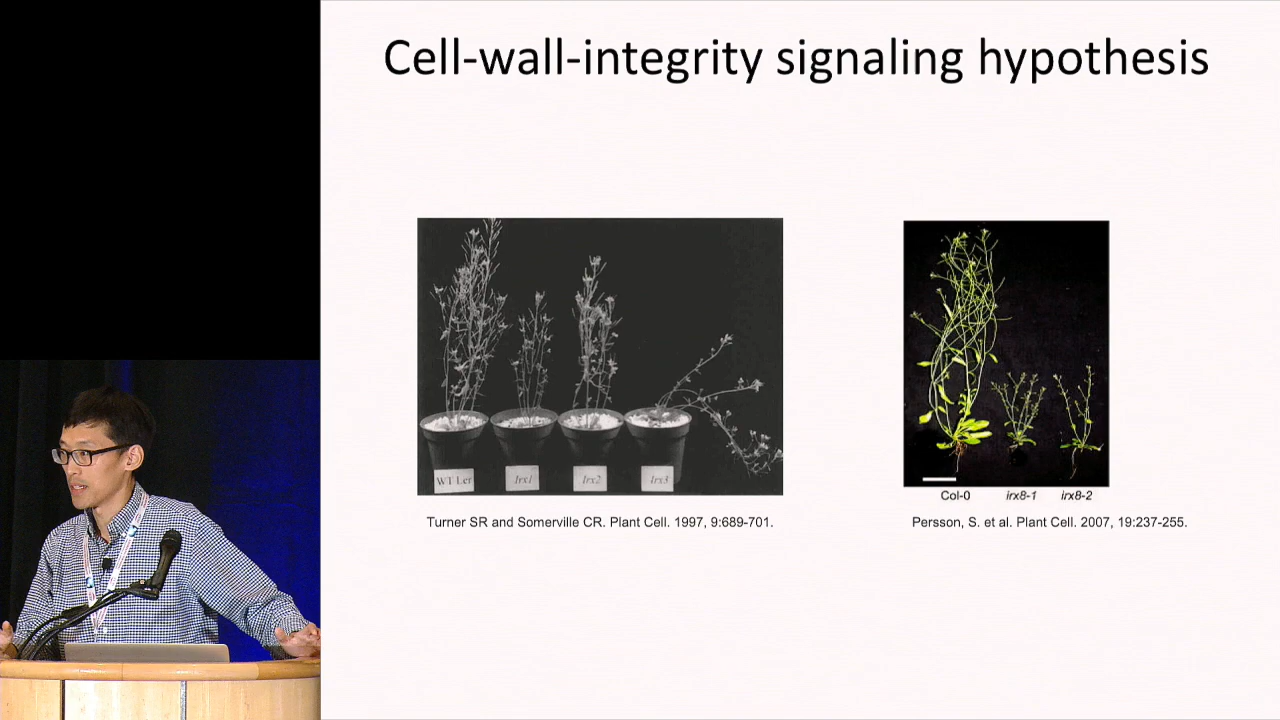 Cell-wall-integrity signaling hypothesis
WT Ler
irx1
irx2
irx3
Col-0 irx8-1 irx8-2
Turner SR and Somerville CR. Plant Cell. 1997, 9:689-701.
Persson, S. et al. Plant Cell. 2007, 19:237-255.